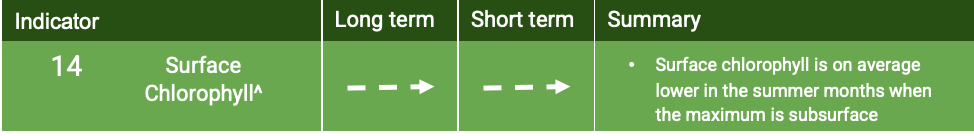 Indicator Long term Short term Summary
14 Surface Chlorophyll^
• Surface chlorophyll is on average
lower in the summer months when
the maximum is subsurface